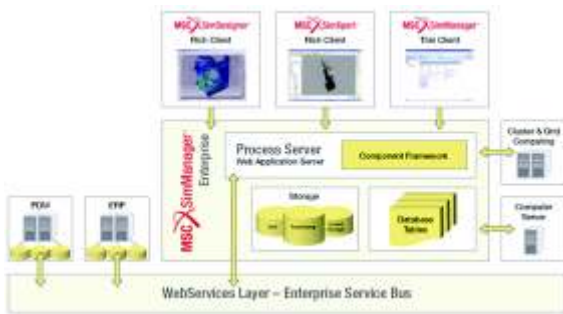 MSC SimDesigner
Rich Client
MSC SimXpert
Rich Client
MSC SimManager
Thin Client
MSC SimManager
Enterprise
Process Server
Web Application Server
Component Framework
Cluster & Grid
Computing
PDM
ERP
Storage
Database
Tables
Computer
Server
WebServices Layer – Enterprise Service Bus